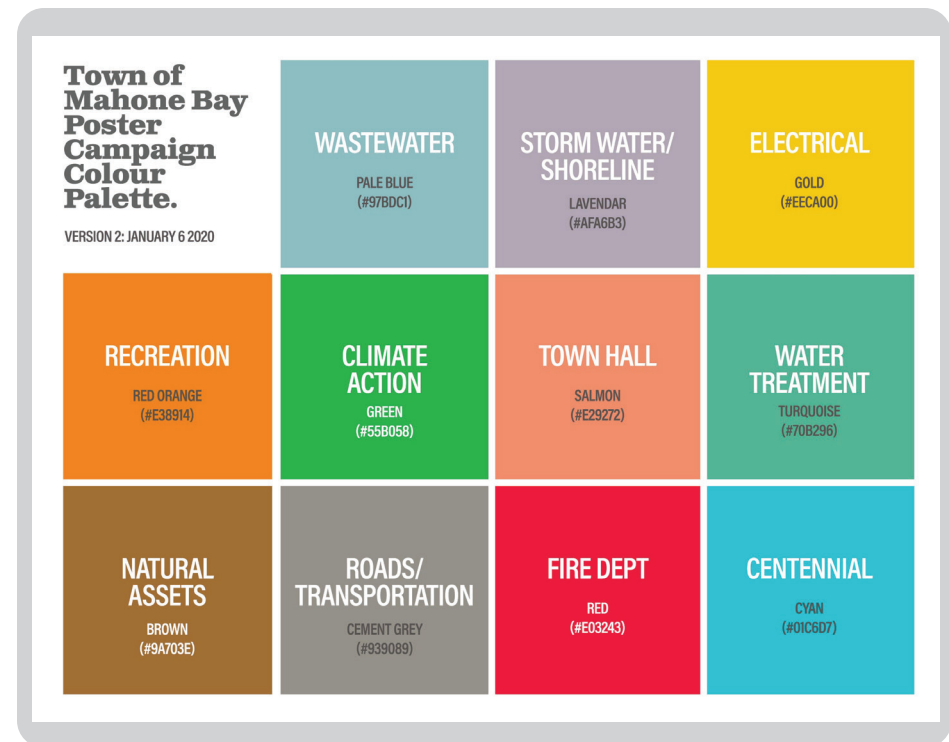 Town of
Mahone Bay
Poster
Campaign
Colour
Palette.
VERSION 2: JANUARY 6 2020
WASTEWATER
PALE BLUE
(#97BDC1)
STORM WATER/
SHORELINE
LAVENDAR
(#AFA6B3)
ELECTRICAL
GOLD
(#EECA00)
RECREATION
RED ORANGE
(#E38914)
CLIMATE
ACTION
GREEN
(#55B058)
TOWN HALL
SALMON
(#E29272)
WATER
TREATMENT
TURQUOISE
(#70B296)
NATURAL
ASSETS
BROWN
(#9A703E)
ROADS/
TRANSPORTATION
CEMENT GREY
(#939089)
FIRE DEPT
RED
(#E03243)
CENTENNIAL
CYAN
(#01C6D7)